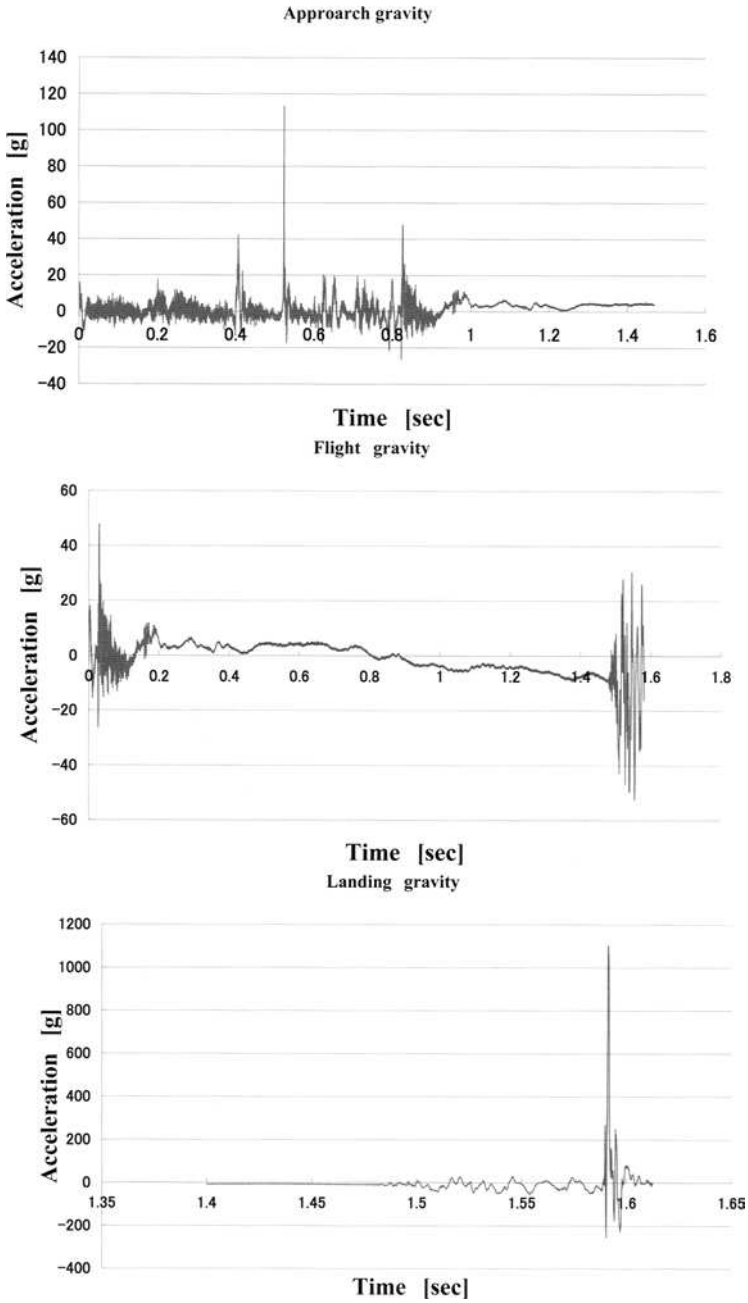 Approarch gravity
140
120
100
80
60
40
20
0
-20
-40
0 0.2 0.4 0.6 0.8 1 1.2 1.4 1.6
Acceleration [g]
Time [sec]
Flight gravity
60
40
20
0
-20
-40
-60
0 0.2 0.4 0.6 0.8 1 1.2 1.4 1.6 1.8
Acceleration [g]
Time [sec]
Landing gravity
1200
1000
800
600
400
200
0
-200
-400
1.35 1.4 1.45 1.5 1.55 1.6 1.65
Acceleration [g]
Time [sec]